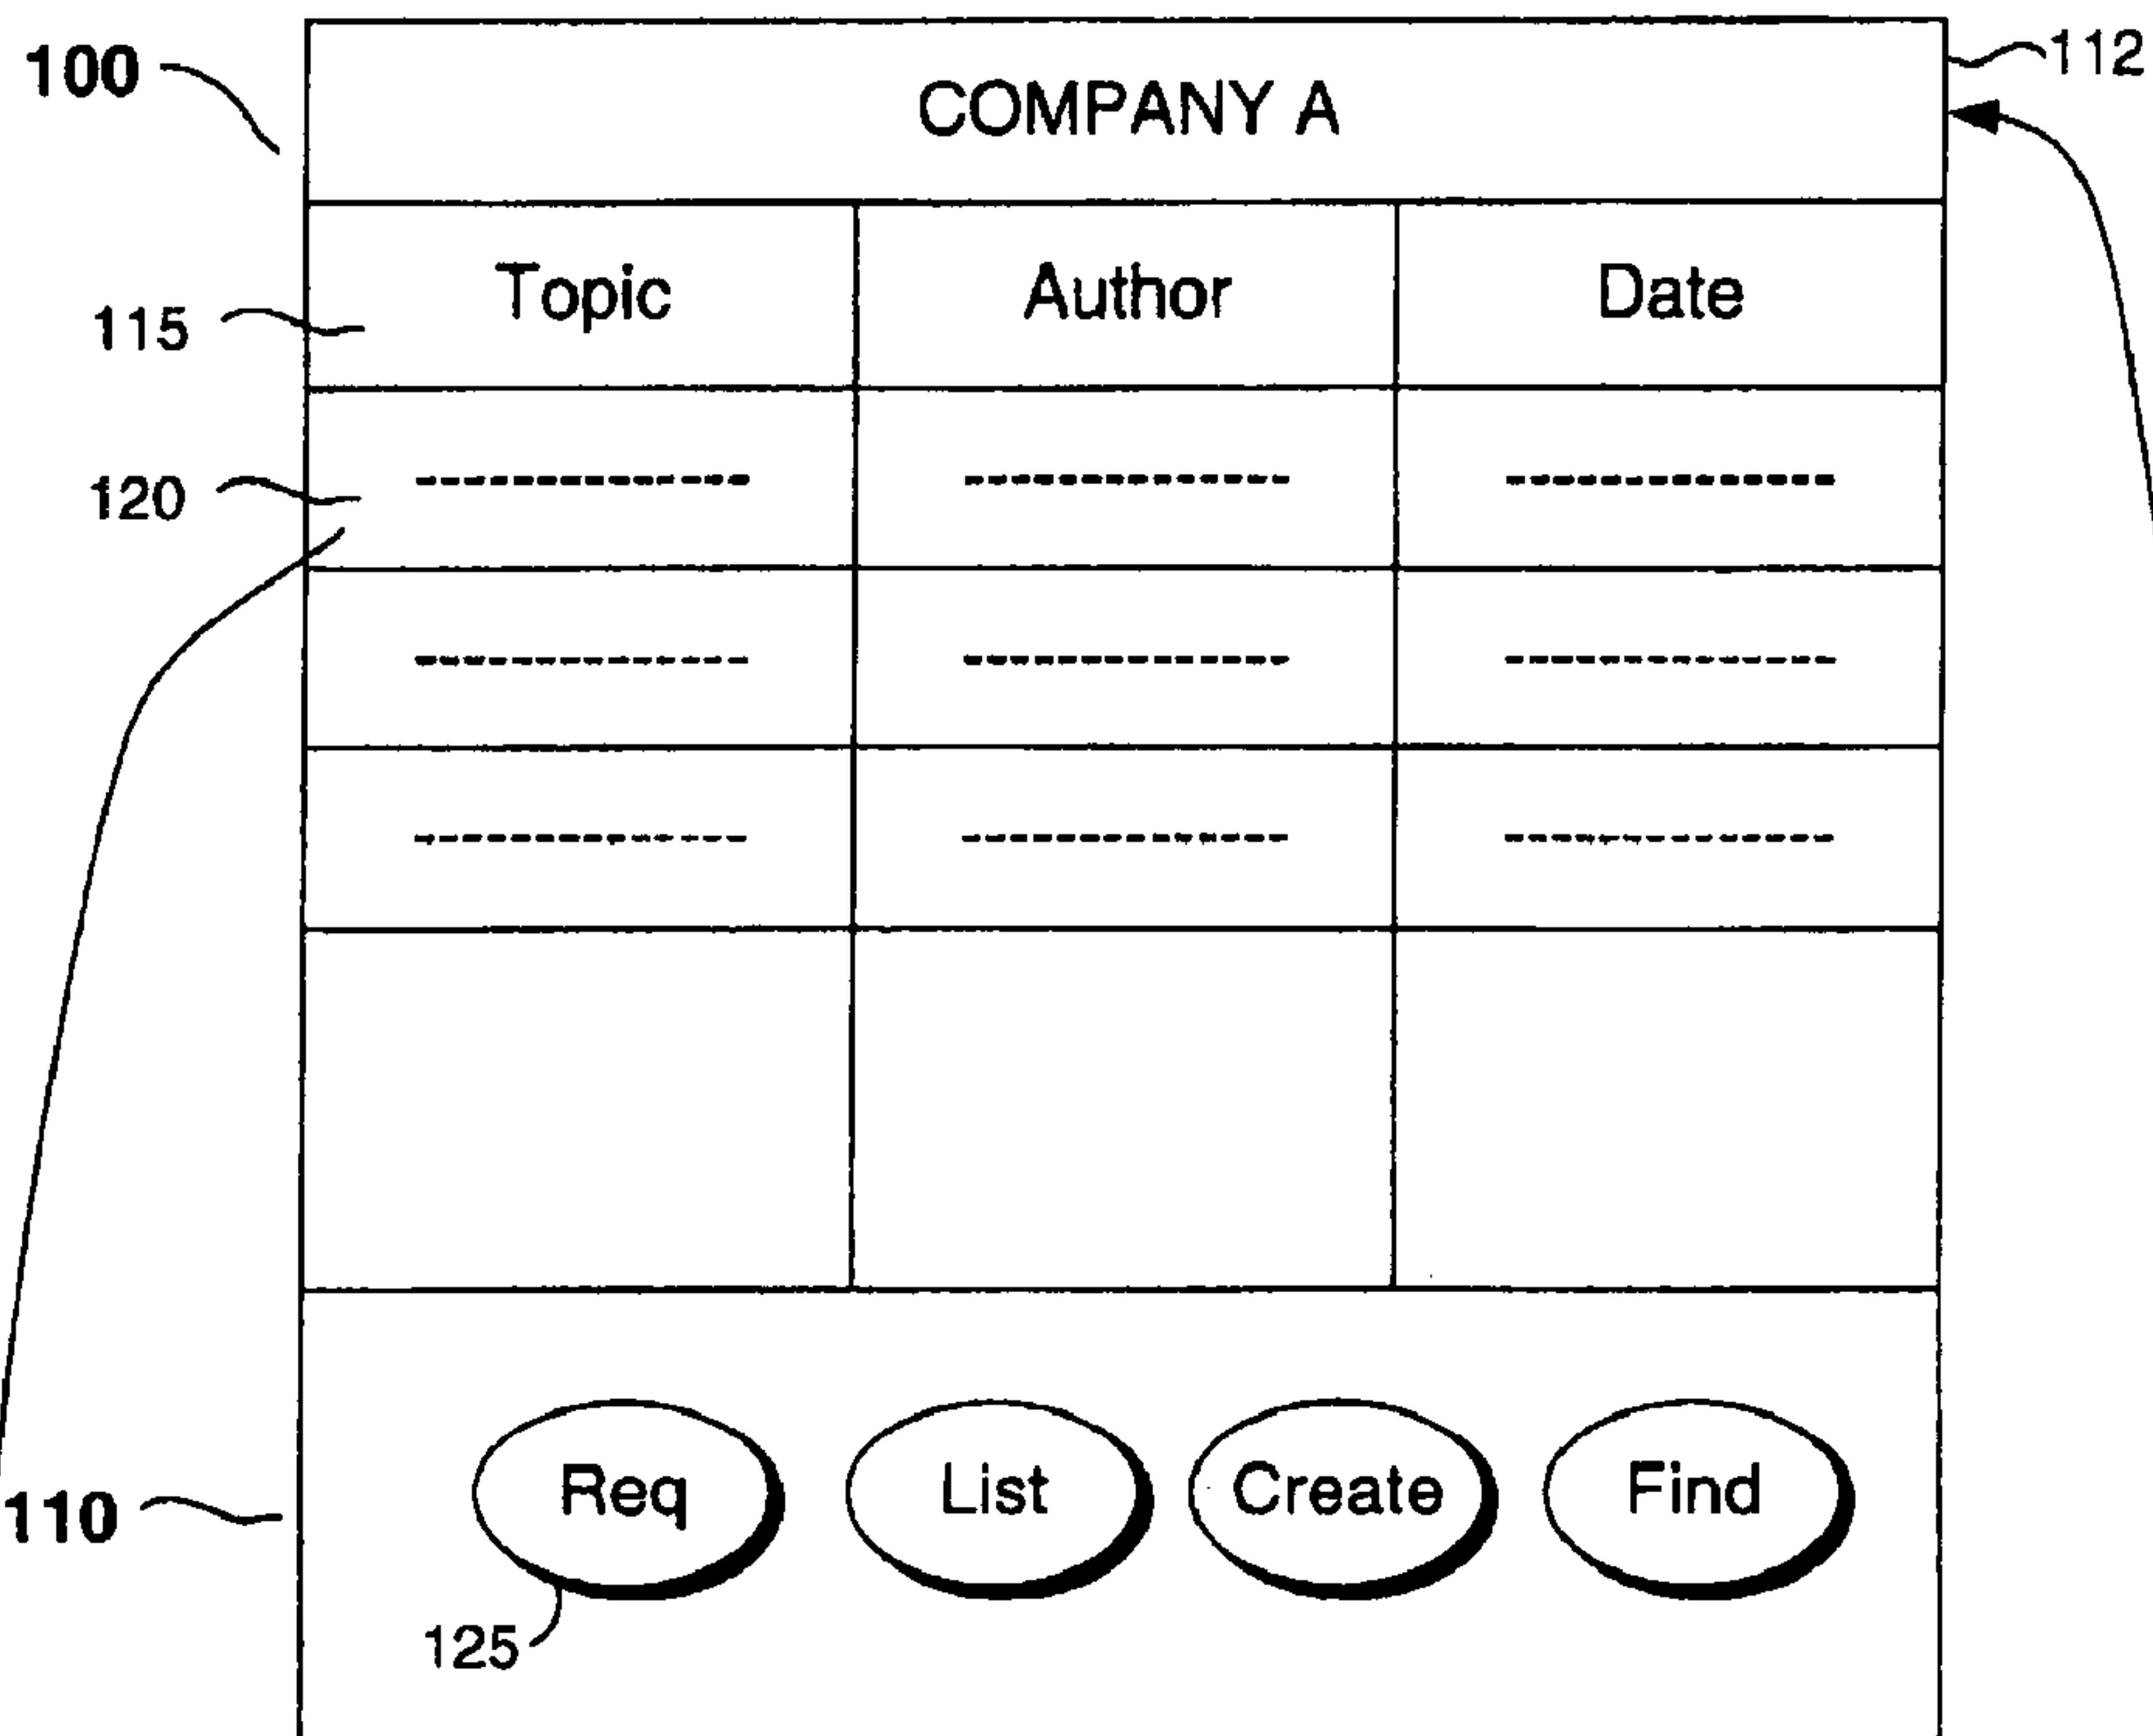 100
COMPANY A
112
Topic Author Date
115
120
110
Req List Create Find
125